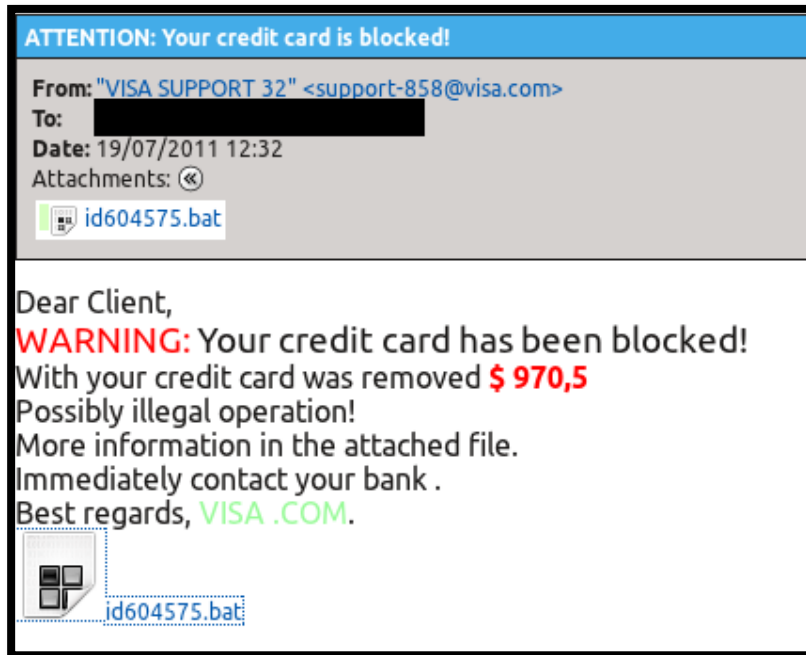 ATTENTION: Your credit card is blocked!
From: "VISA SUPPORT 32" <support-858@visa.com>
To:
Date: 19/07/2011 12:32
Attachments:
id604575.bat
Dear Client,
WARNING: Your credit card has been blocked!
With your credit card was removed $ 970,5
Possibly illegal operation!
More information in the attached file.
Immediately contact your bank .
Best regards, VISA .COM.
id604575.bat